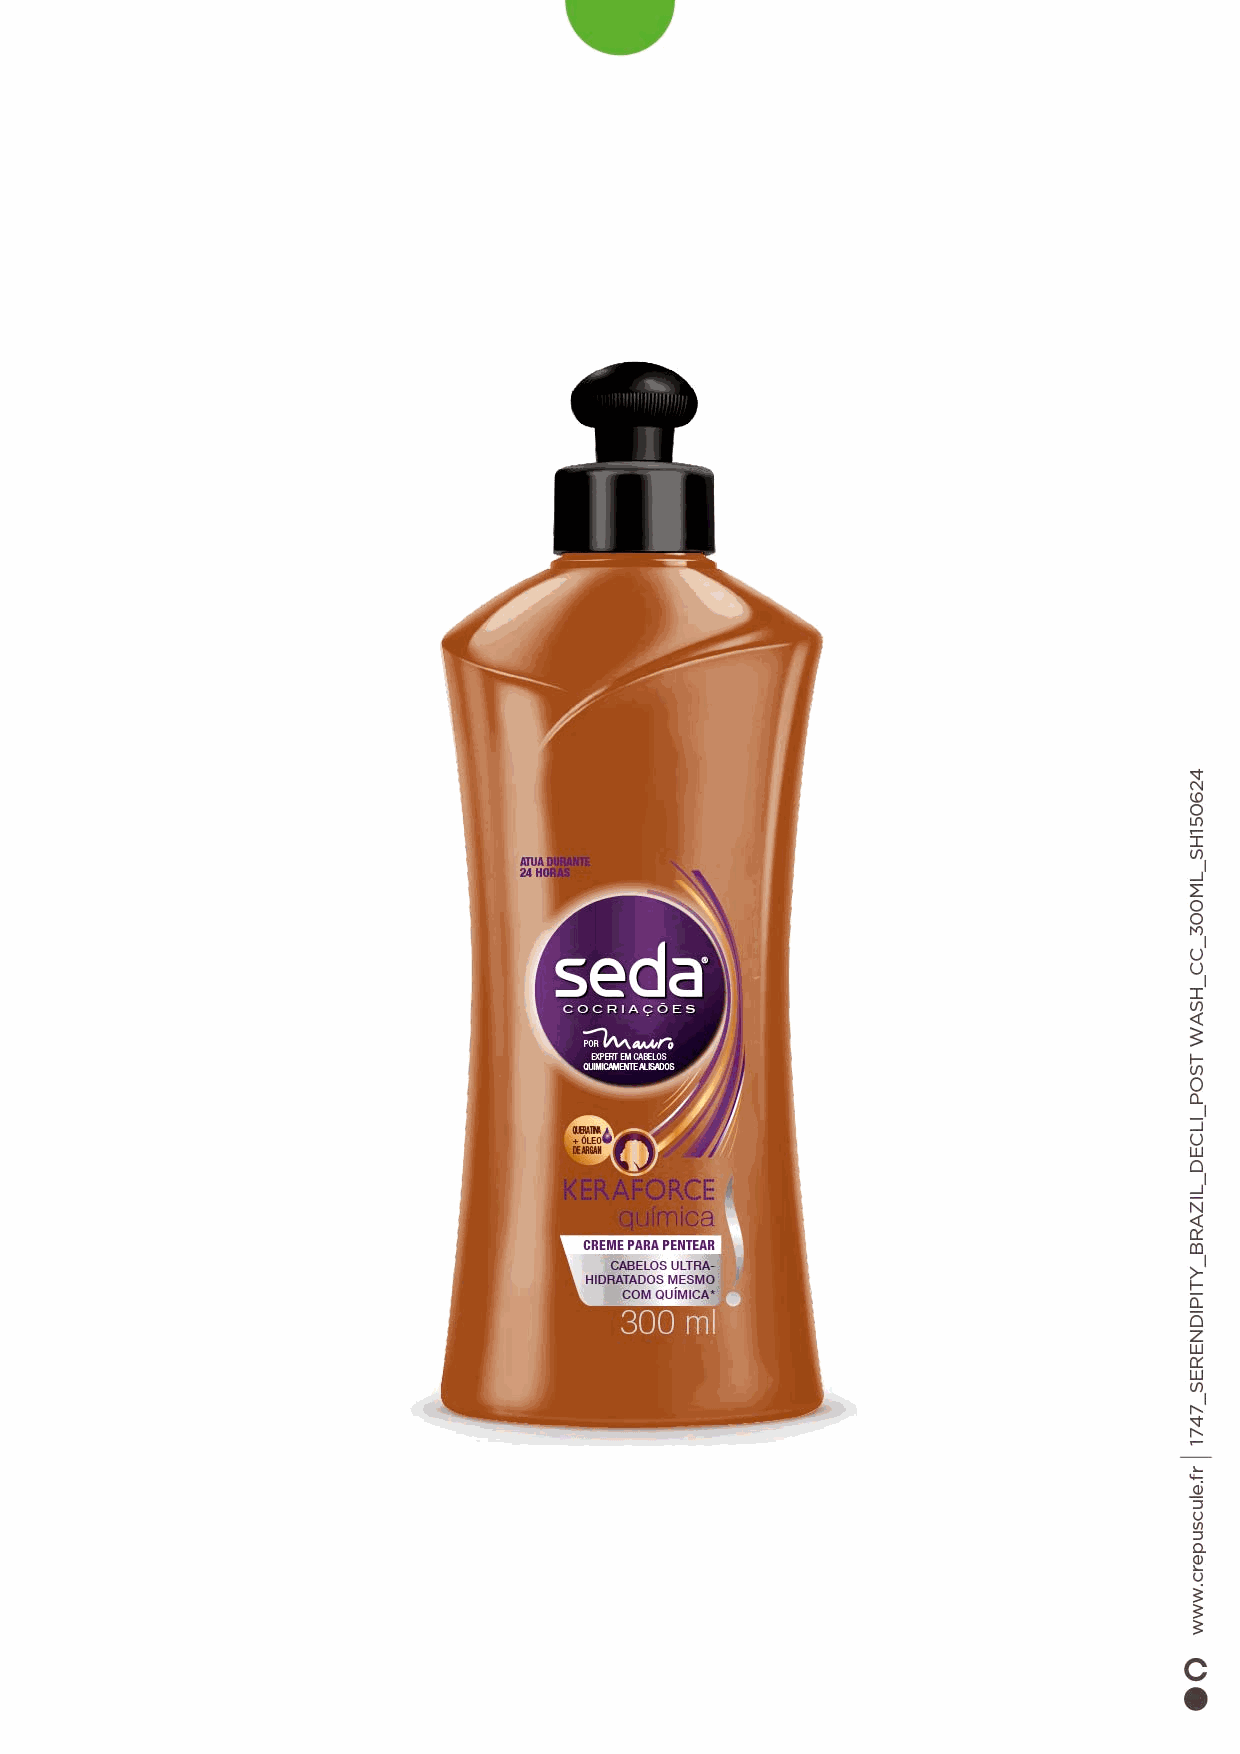 ATUA DURANTE
24 HORAS
seda®
COCRIAÇÕES
POR Mauro
EXPERT EM CABELOS
QUIMICAMENTE ALISADOS
QUERATINA
+ ÓLEO
DE ARGAN
KERAFORCE
química
CREME PARA PENTEAR
CABELOS ULTRA-
HIDRATADOS MESMO
COM QUÍMICA*
300 ml
www.crepuscule.fr | 1747_SERENDIPITY_BRAZIL_DECLI_POST WASH_CC_300ML_SH150624